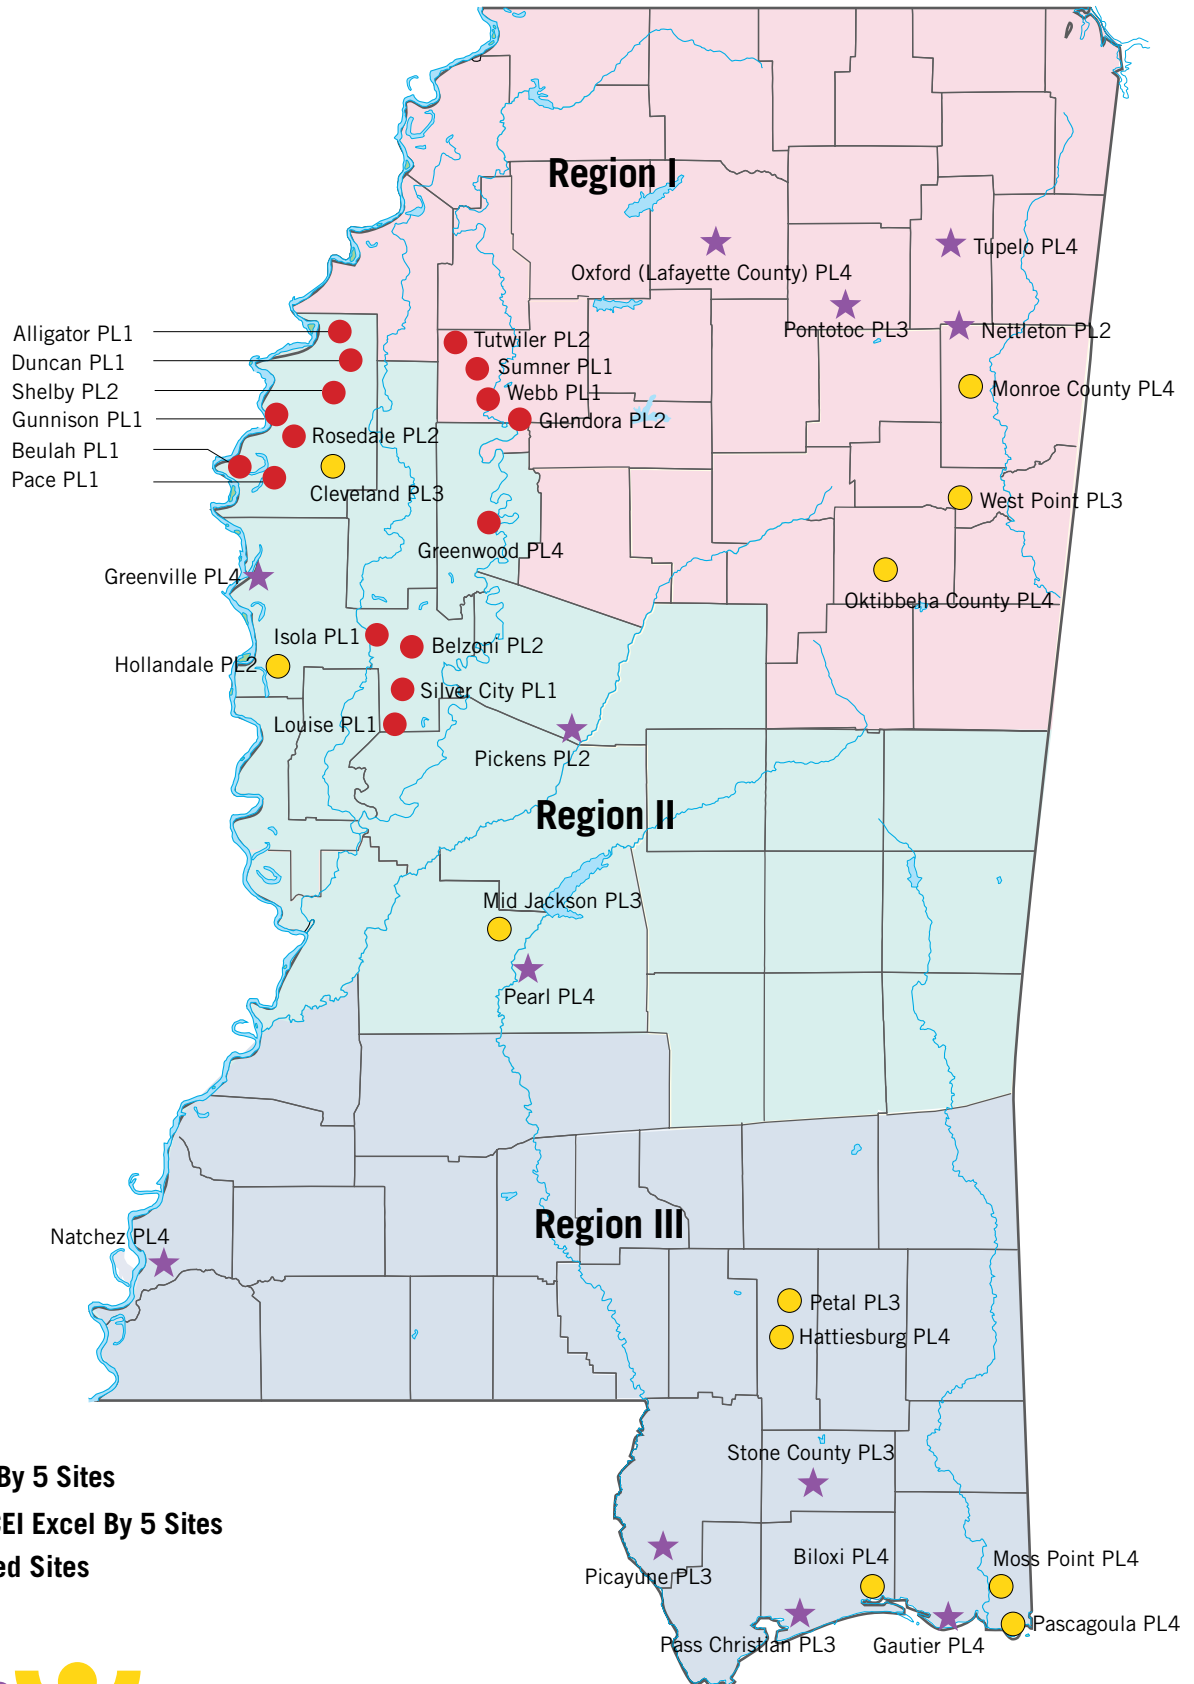 Region I
Tupelo PL4
Oxford (Lafayette County) PL4
Pontotoc PL3
Nettleton PL2
Alligator PL1
Tutwiler PL2
Duncan PL1
Sumner PL1
Shelby PL2
Webb PL1
Monroe County PL4
Gunnison PL1
Glendora PL2
Rosedale PL2
Beulah PL1
Pace PL1
Cleveland PL3
West Point PL3
Greenwood PL4
Greenville PL4
Oktibbeha County PL4
Isola PL1
Belzoni PL2
Hollandale PL2
Silver City PL1
Louise PL1
Pickens PL2
Region II
Mid Jackson PL3
Pearl PL4
Region III
Natchez PL4
Petal PL3
Hattiesburg PL4
Stone County PL3
By 5 Sites
EI Excel By 5 Sites
ed Sites
Biloxi PL4
Moss Point PL4
Picayune PL3
Pascagoula PL4
Pass Christian PL3
Gautier PL4